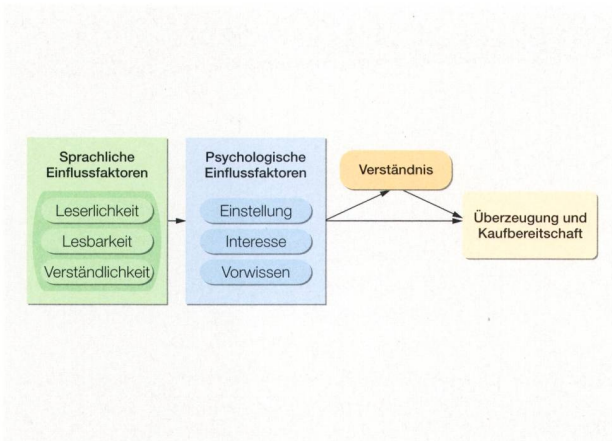 Sprachliche
Einflussfaktoren
Leserlichkeit
Lesbarkeit
Verständlichkeit
Psychologische
Einflussfaktoren
Einstellung
Interesse
Vorwissen
Verständnis
Überzeugung und
Kaufbereitschaft